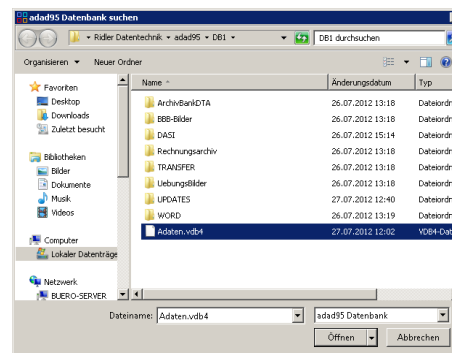 adad95 Datenbank suchen
Ridler Datentechnik adad95 DB1 DB1 durchsuchen
Organisieren Neuer Ordner
Favoriten
Desktop
Downloads
Zuletzt besucht
Bibliotheken
Bilder
Dokumente
Musik
Videos
Computer
Lokaler Datenträge
Netzwerk
BUERO-SERVER
Name Änderungsdatum Typ
ArchivBankDTA 26.07.2012 13:18 Dateiordn
BBB-Bilder 26.07.2012 13:18 Dateiordn
DASI 26.07.2012 15:14 Dateiordn
Rechnungsarchiv 26.07.2012 13:18 Dateiordn
TRANSFER 26.07.2012 13:18 Dateiordn
UebungsBilder 26.07.2012 13:18 Dateiordn
UPDATES 27.07.2012 12:40 Dateiordn
WORD 26.07.2012 13:19 Dateiordn
Adaten.vdb4 27.07.2012 12:02 VDB4-Dat
Dateiname: Adaten.vdb4 adad95 Datenbank
Öffnen Abbrechen